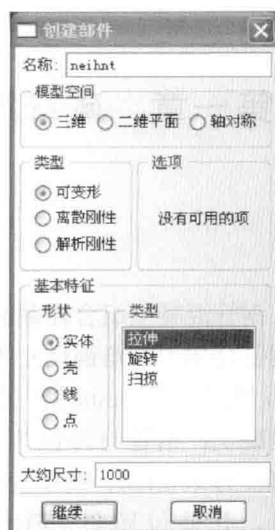 创建部件
名称: neihnt
模型空间
三维 二维平面 轴对称
类型
可变形
离散刚性
解析刚性
选项
没有可用的项
基本特征
形状
实体
壳
线
点
类型
拉伸
旋转
扫掠
大约尺寸: 1000
继续... 取消